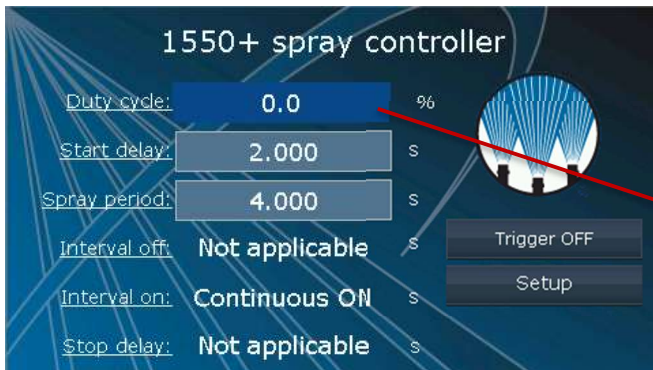 1550+ spray controller
Duty cycle: 0.0 %
Start delay: 2.000 s
Spray period: 4.000 s
Interval off: Not applicable s
Trigger OFF
Interval on: Continuous ON s
Setup
Stop delay: Not applicable s